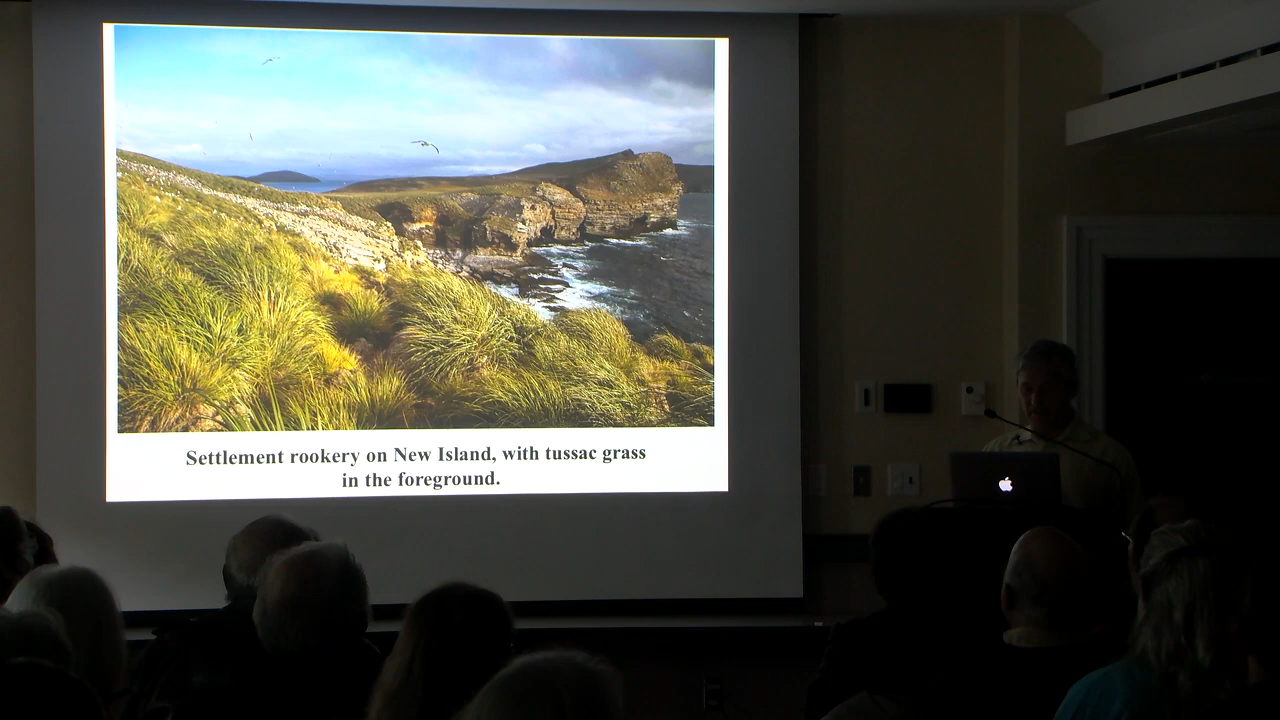 Settlement rookery on New Island, with tussac grass
in the foreground.